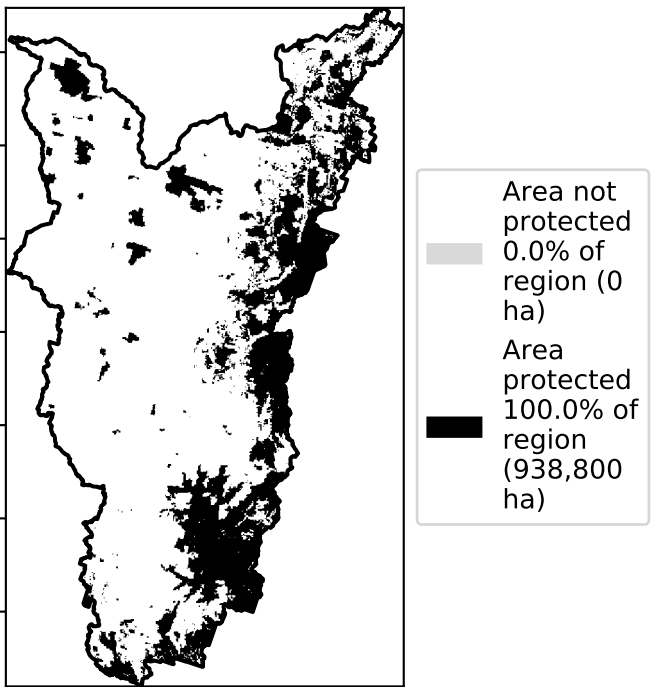 Area not
protected
0.0% of
region (0
ha)
Area
protected
100.0% of
region
(938,800
ha)